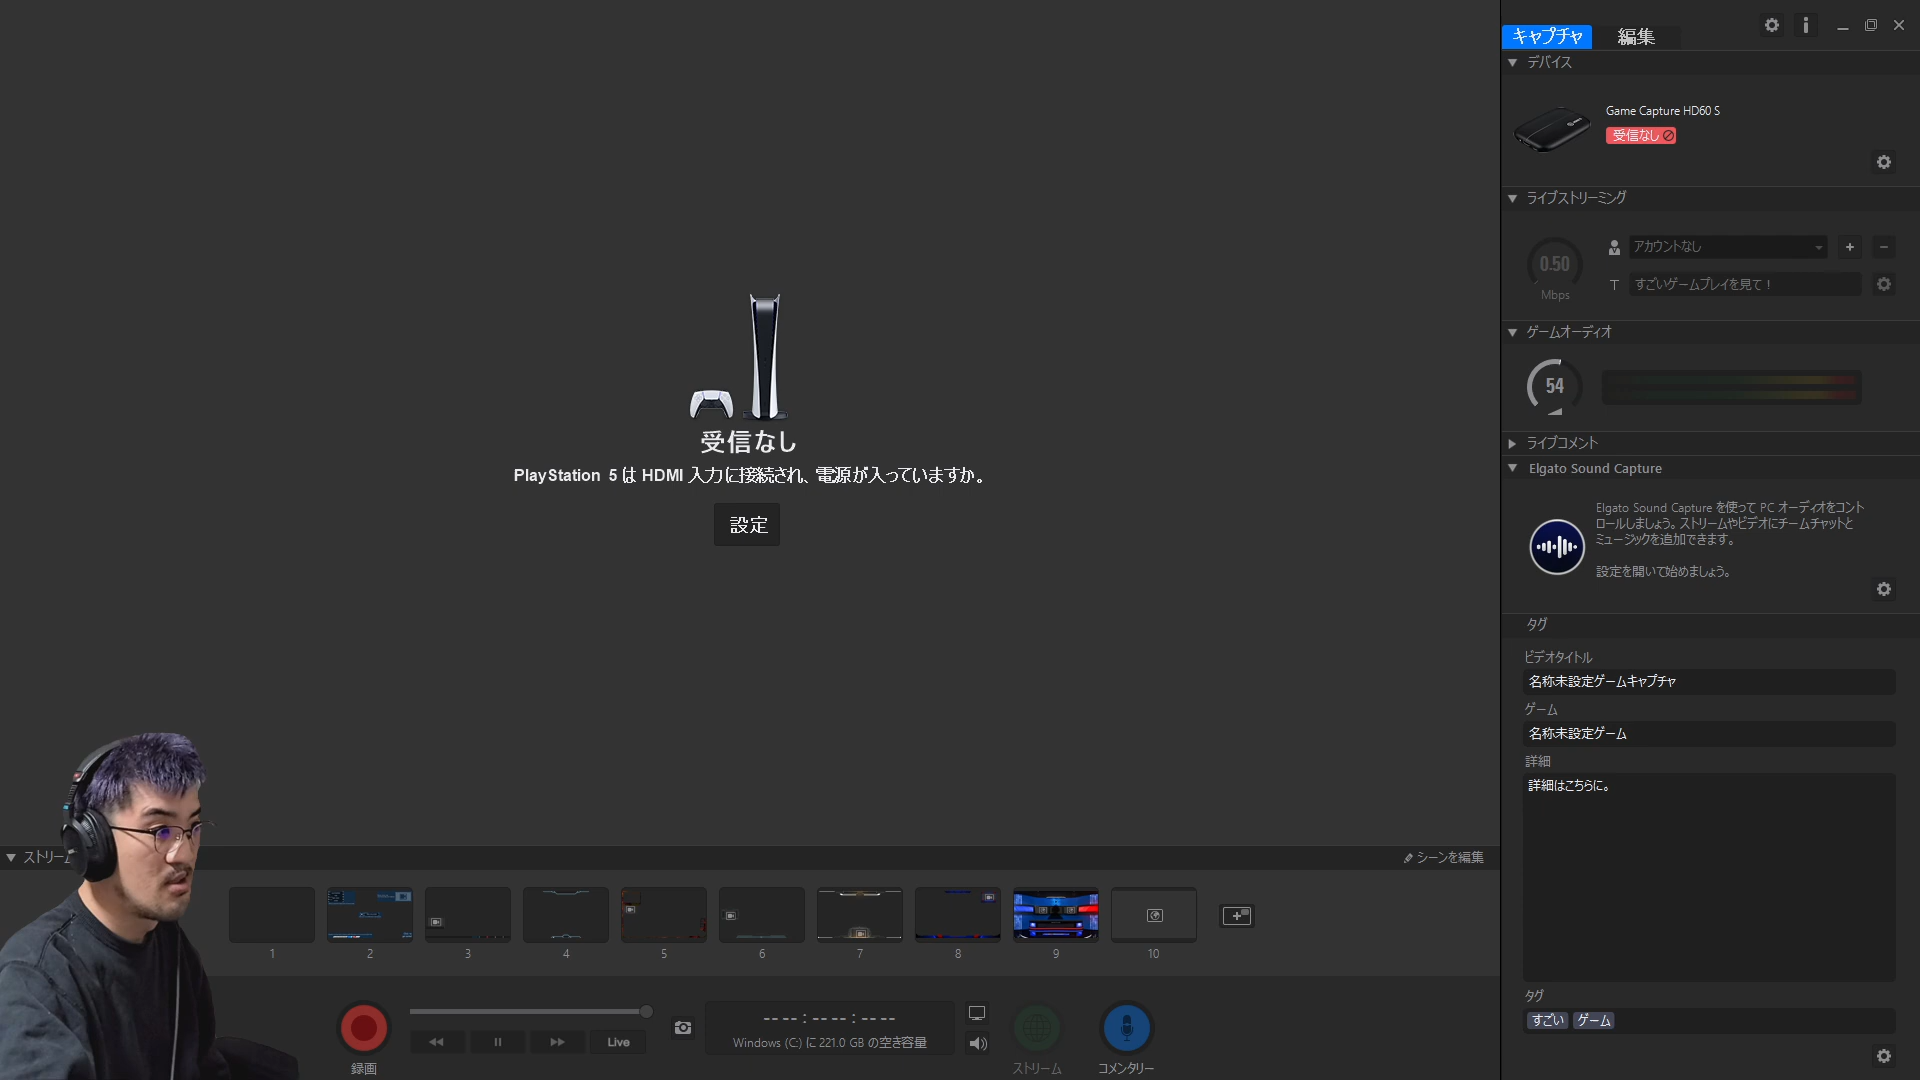 キャプチャ
編集
デバイス
Game Capture HD60 S
受信なし
ライブストリーミング
0.50
Mbps
アカウントなし
T
すごいゲームプレイを見て！
ゲームオーディオ
54
ライブコメント
Elgato Sound Capture
Elgato Sound Capture を使って PC オーディオをコント
ロールしましょう。ストリームやビデオにチームチャットと
ミュージックを追加できます。
設定を開いて始めましょう。
タグ
ビデオタイトル
名称未設定ゲームキャプチャ
ゲーム
名称未設定ゲーム
詳細
詳細はこちらに。
タグ
すごい ゲーム
受信なし
PlayStation 5 は HDMI 入力に接続され、電源が入っていますか。
設定
ストリーム
シーンを編集
1 2 3 4 5 6 7 8 9 10
録画
Live
-- -- : -- -- : -- --
Windows (C:) に 221.0 GB の空き容量
ストリーム
コメンタリー